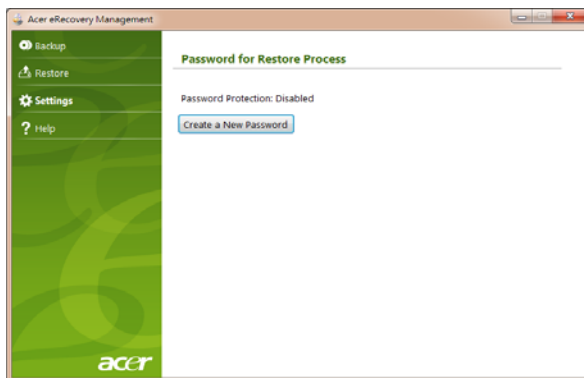 Acer eRecovery Management
Backup
Restore
Settings
Help
Password for Restore Process
Password Protection: Disabled
Create a New Password
acer